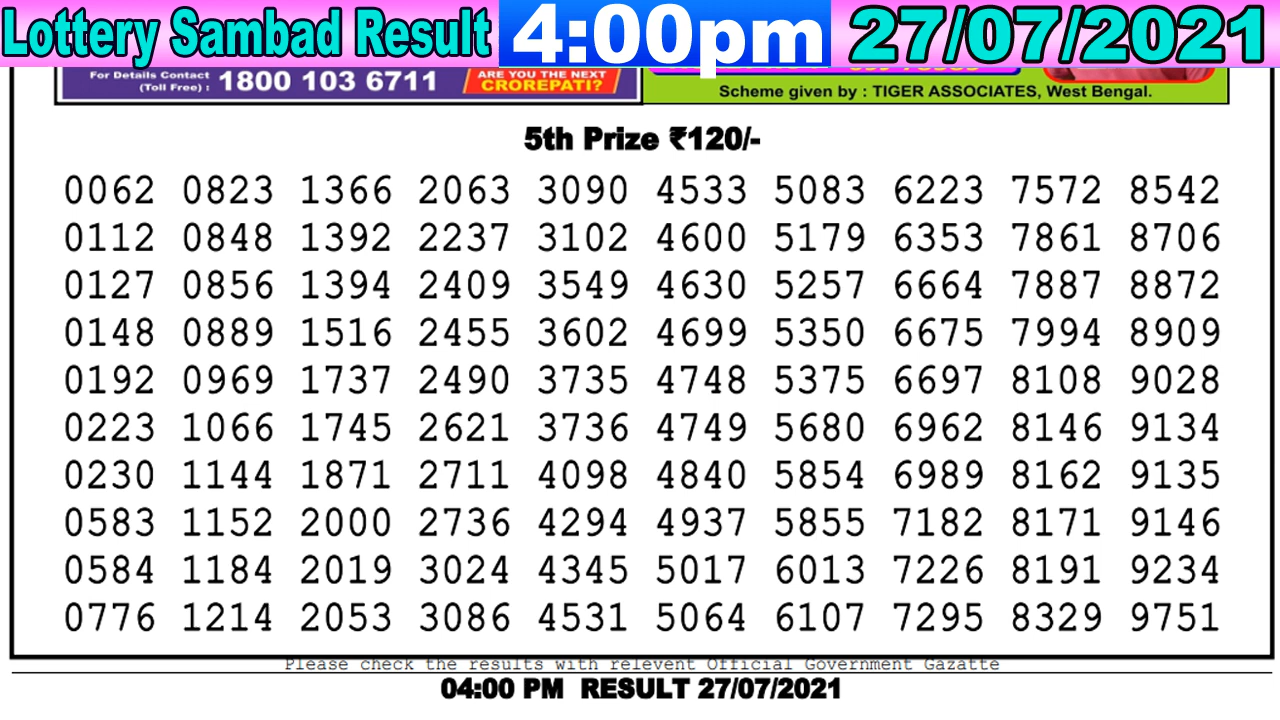 Lottery Sambad Result 4:00pm 27/07/2021
For Details Contact
(Toll Free) : 1800 103 6711
ARE YOU THE NEXT
CROREPATI?
Scheme given by : TIGER ASSOCIATES, West Bengal.
5th Prize ₹120/-
0062 0823 1366 2063 3090 4533 5083 6223 7572 8542
0112 0848 1392 2237 3102 4600 5179 6353 7861 8706
0127 0856 1394 2409 3549 4630 5257 6664 7887 8872
0148 0889 1516 2455 3602 4699 5350 6675 7994 8909
0192 0969 1737 2490 3735 4748 5375 6697 8108 9028
0223 1066 1745 2621 3736 4749 5680 6962 8146 9134
0230 1144 1871 2711 4098 4840 5854 6989 8162 9135
0583 1152 2000 2736 4294 4937 5855 7182 8171 9146
0584 1184 2019 3024 4345 5017 6013 7226 8191 9234
0776 1214 2053 3086 4531 5064 6107 7295 8329 9751
Please check the results with relevent Official Government Gazatte
04:00 PM RESULT 27/07/2021